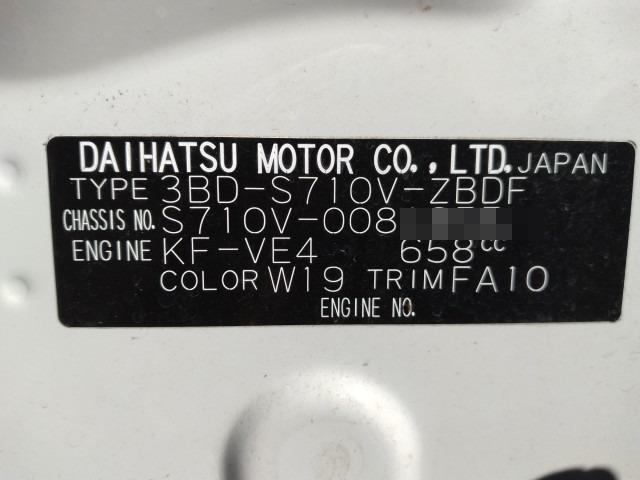 DAIHATSU MOTOR CO.,LTD. JAPAN
TYPE 3BD-S710V-ZBDF
CHASSIS NO. S710V-008
ENGINE KF-VE4 658cc
COLOR W19 TRIM FA10
ENGINE NO.